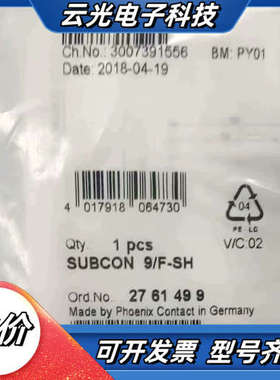 云光电子科技
Ch.No.: 3007391556
BM: PY01
Date: 2018-04-19
4 017918 064730
04
PE-LD
Qty. 1 pcs
V/C.02
SUBCON 9/F-SH
Ord.No. 27 61 49 9
Made by Phoenix Contact in Germany
价
可开发票 型号齐